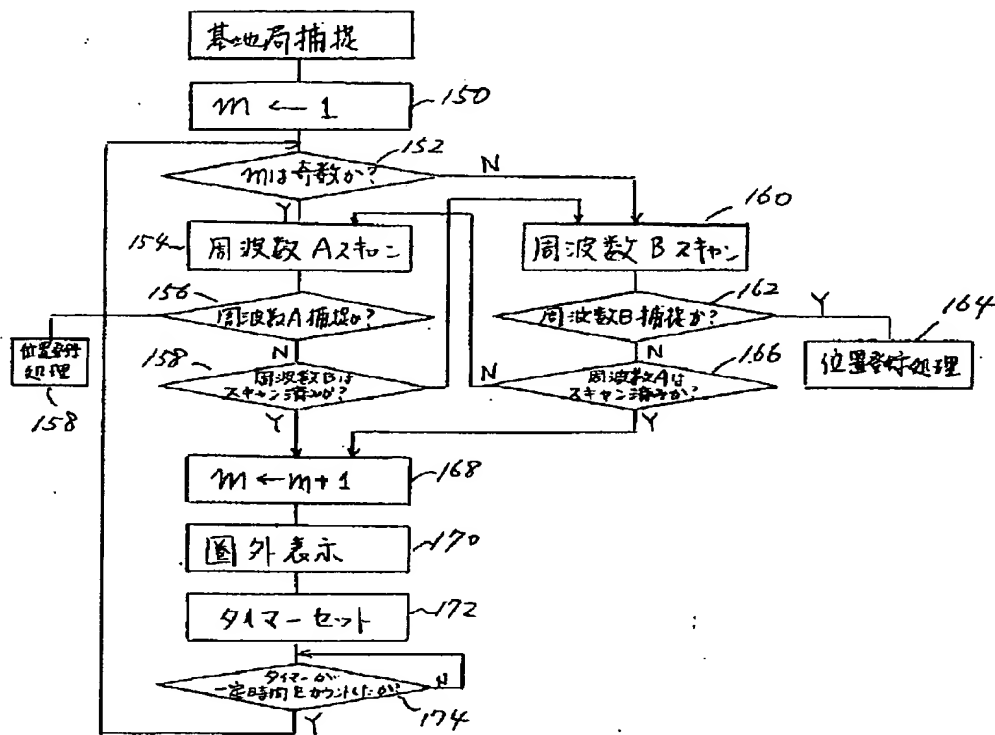 基地局捕捉
m ← 1
150
mは奇数か?
152
N
Y
154
周波数Aスキャン
160
周波数Bスキャン
156
周波数A捕捉か?
N
162
周波数B捕捉か?
Y
N
164
位置登録処理
位置登録
処理
158
158
周波数Bは
スキャン済みか?
Y
166
周波数Aは
スキャン済みか?
N
Y
m ← m+1
168
圏外表示
170
タイマーセット
172
タイマーが
一定時間をカウントしたか?
N
174
Y